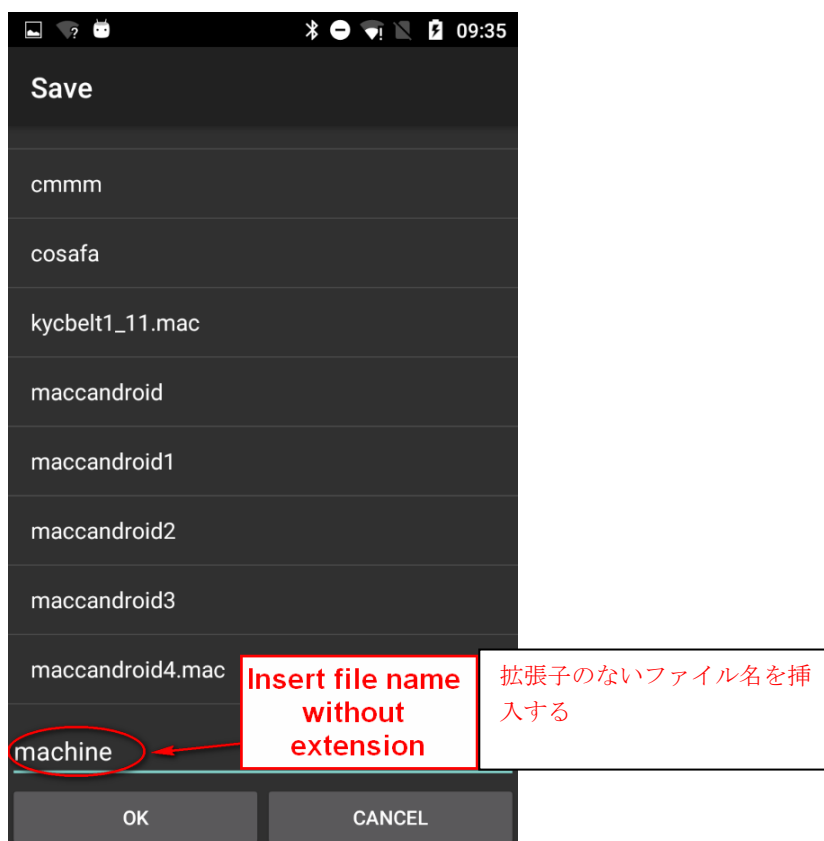 09:35
Save
cmmm
cosafa
kycbelt1_11.mac
maccandroid
maccandroid1
maccandroid2
maccandroid3
maccandroid4.mac
Insert file name
without
extension
拡張子のないファイル名を挿
入する
machine
OK
CANCEL